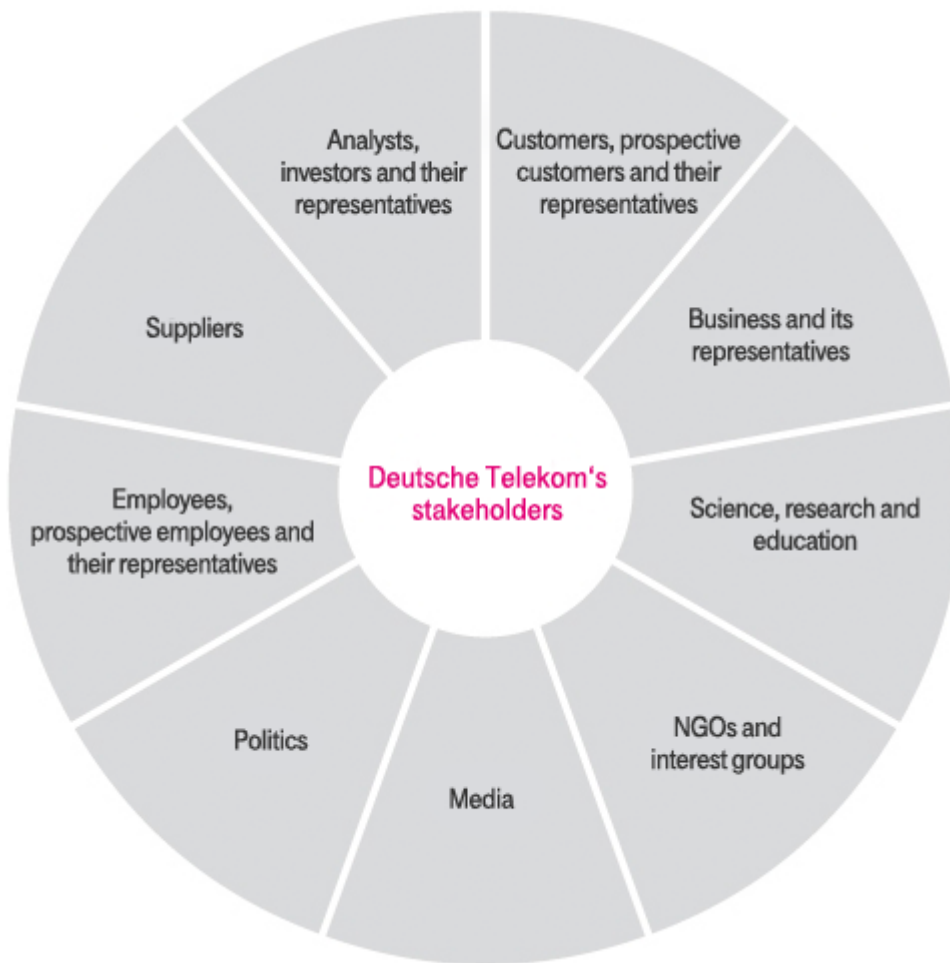 Deutsche Telekom‘s
stakeholders
Customers, prospective
customers and their
representatives
Business and its
representatives
Science, research and
education
NGOs and
interest groups
Media
Politics
Employees,
prospective employees and
their representatives
Suppliers
Analysts,
investors and their
representatives